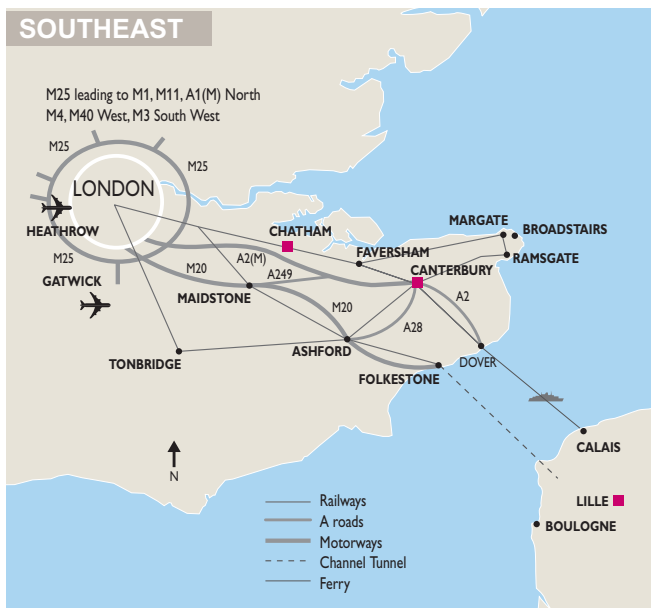 SOUTHEAST
M25 leading to M1, M11, A1(M) North
M4, M40 West, M3 South West
M25
M25
LONDON
HEATHROW
M25
GATWICK
M20
A2(M)
A249
CHATHAM
FAVERSHAM
MARGATE
BROADSTAIRS
RAMSGATE
CANTERBURY
MAIDSTONE
M20
A2
A28
TONBRIDGE
ASHFORD
DOVER
FOLKESTONE
CALAIS
LILLE
BOULOGNE
N
Railways
A roads
Motorways
Channel Tunnel
Ferry